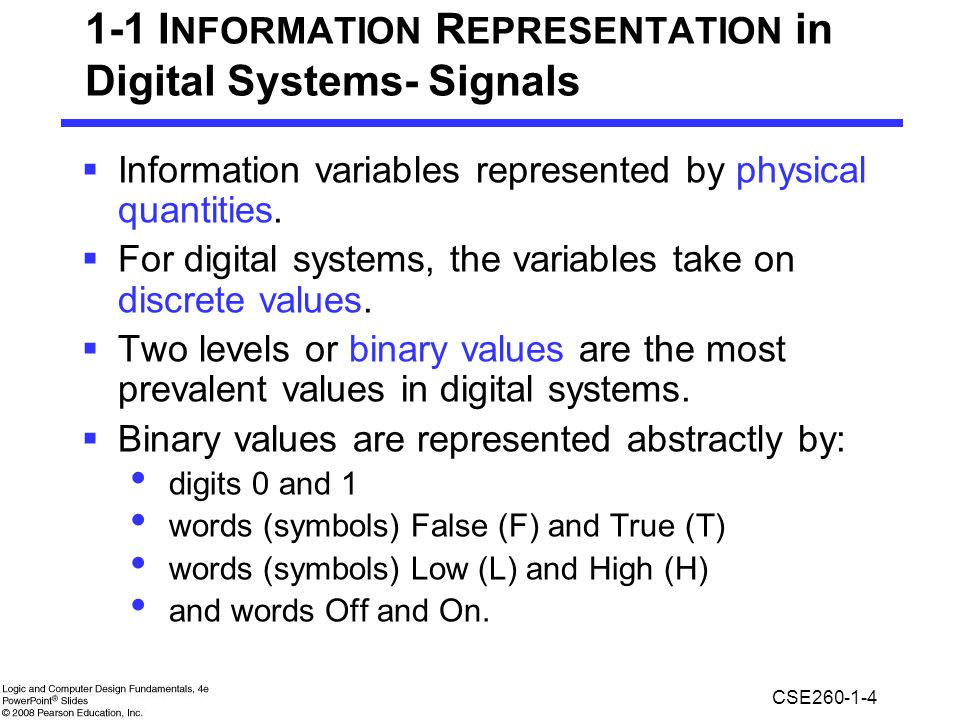 1-1 INFORMATION REPRESENTATION in
Digital Systems- Signals
▪ Information variables represented by physical
quantities.
▪ For digital systems, the variables take on
discrete values.
▪ Two levels or binary values are the most
prevalent values in digital systems.
▪ Binary values are represented abstractly by:
• digits 0 and 1
• words (symbols) False (F) and True (T)
• words (symbols) Low (L) and High (H)
• and words Off and On.
Logic and Computer Design Fundamentals, 4e
PowerPoint® Slides
© 2008 Pearson Education, Inc.
CSE260-1-4